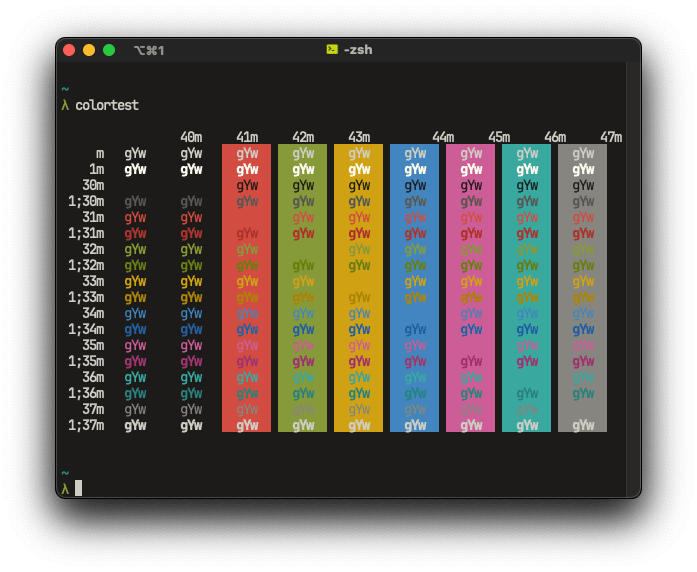 ⌥⌘1 -zsh
~
λ colortest
40m 41m 42m 43m 44m 45m 46m 47m
m gYw gYw gYw gYw gYw gYw gYw gYw gYw
1m gYw gYw gYw gYw gYw gYw gYw gYw gYw
30m gYw gYw gYw gYw gYw gYw gYw
1;30m gYw gYw gYw gYw gYw gYw gYw gYw gYw
31m gYw gYw gYw gYw gYw gYw gYw gYw
1;31m gYw gYw gYw gYw gYw gYw gYw gYw gYw
32m gYw gYw gYw gYw gYw gYw gYw gYw
1;32m gYw gYw gYw gYw gYw gYw gYw gYw gYw
33m gYw gYw gYw gYw gYw gYw gYw gYw
1;33m gYw gYw gYw gYw gYw gYw gYw gYw gYw
34m gYw gYw gYw gYw gYw gYw gYw gYw
1;34m gYw gYw gYw gYw gYw gYw gYw gYw gYw
35m gYw gYw gYw gYw gYw gYw gYw gYw
1;35m gYw gYw gYw gYw gYw gYw gYw gYw gYw
36m gYw gYw gYw gYw gYw gYw gYw gYw
1;36m gYw gYw gYw gYw gYw gYw gYw gYw gYw
37m gYw gYw gYw gYw gYw gYw gYw gYw
1;37m gYw gYw gYw gYw gYw gYw gYw gYw gYw
~
λ